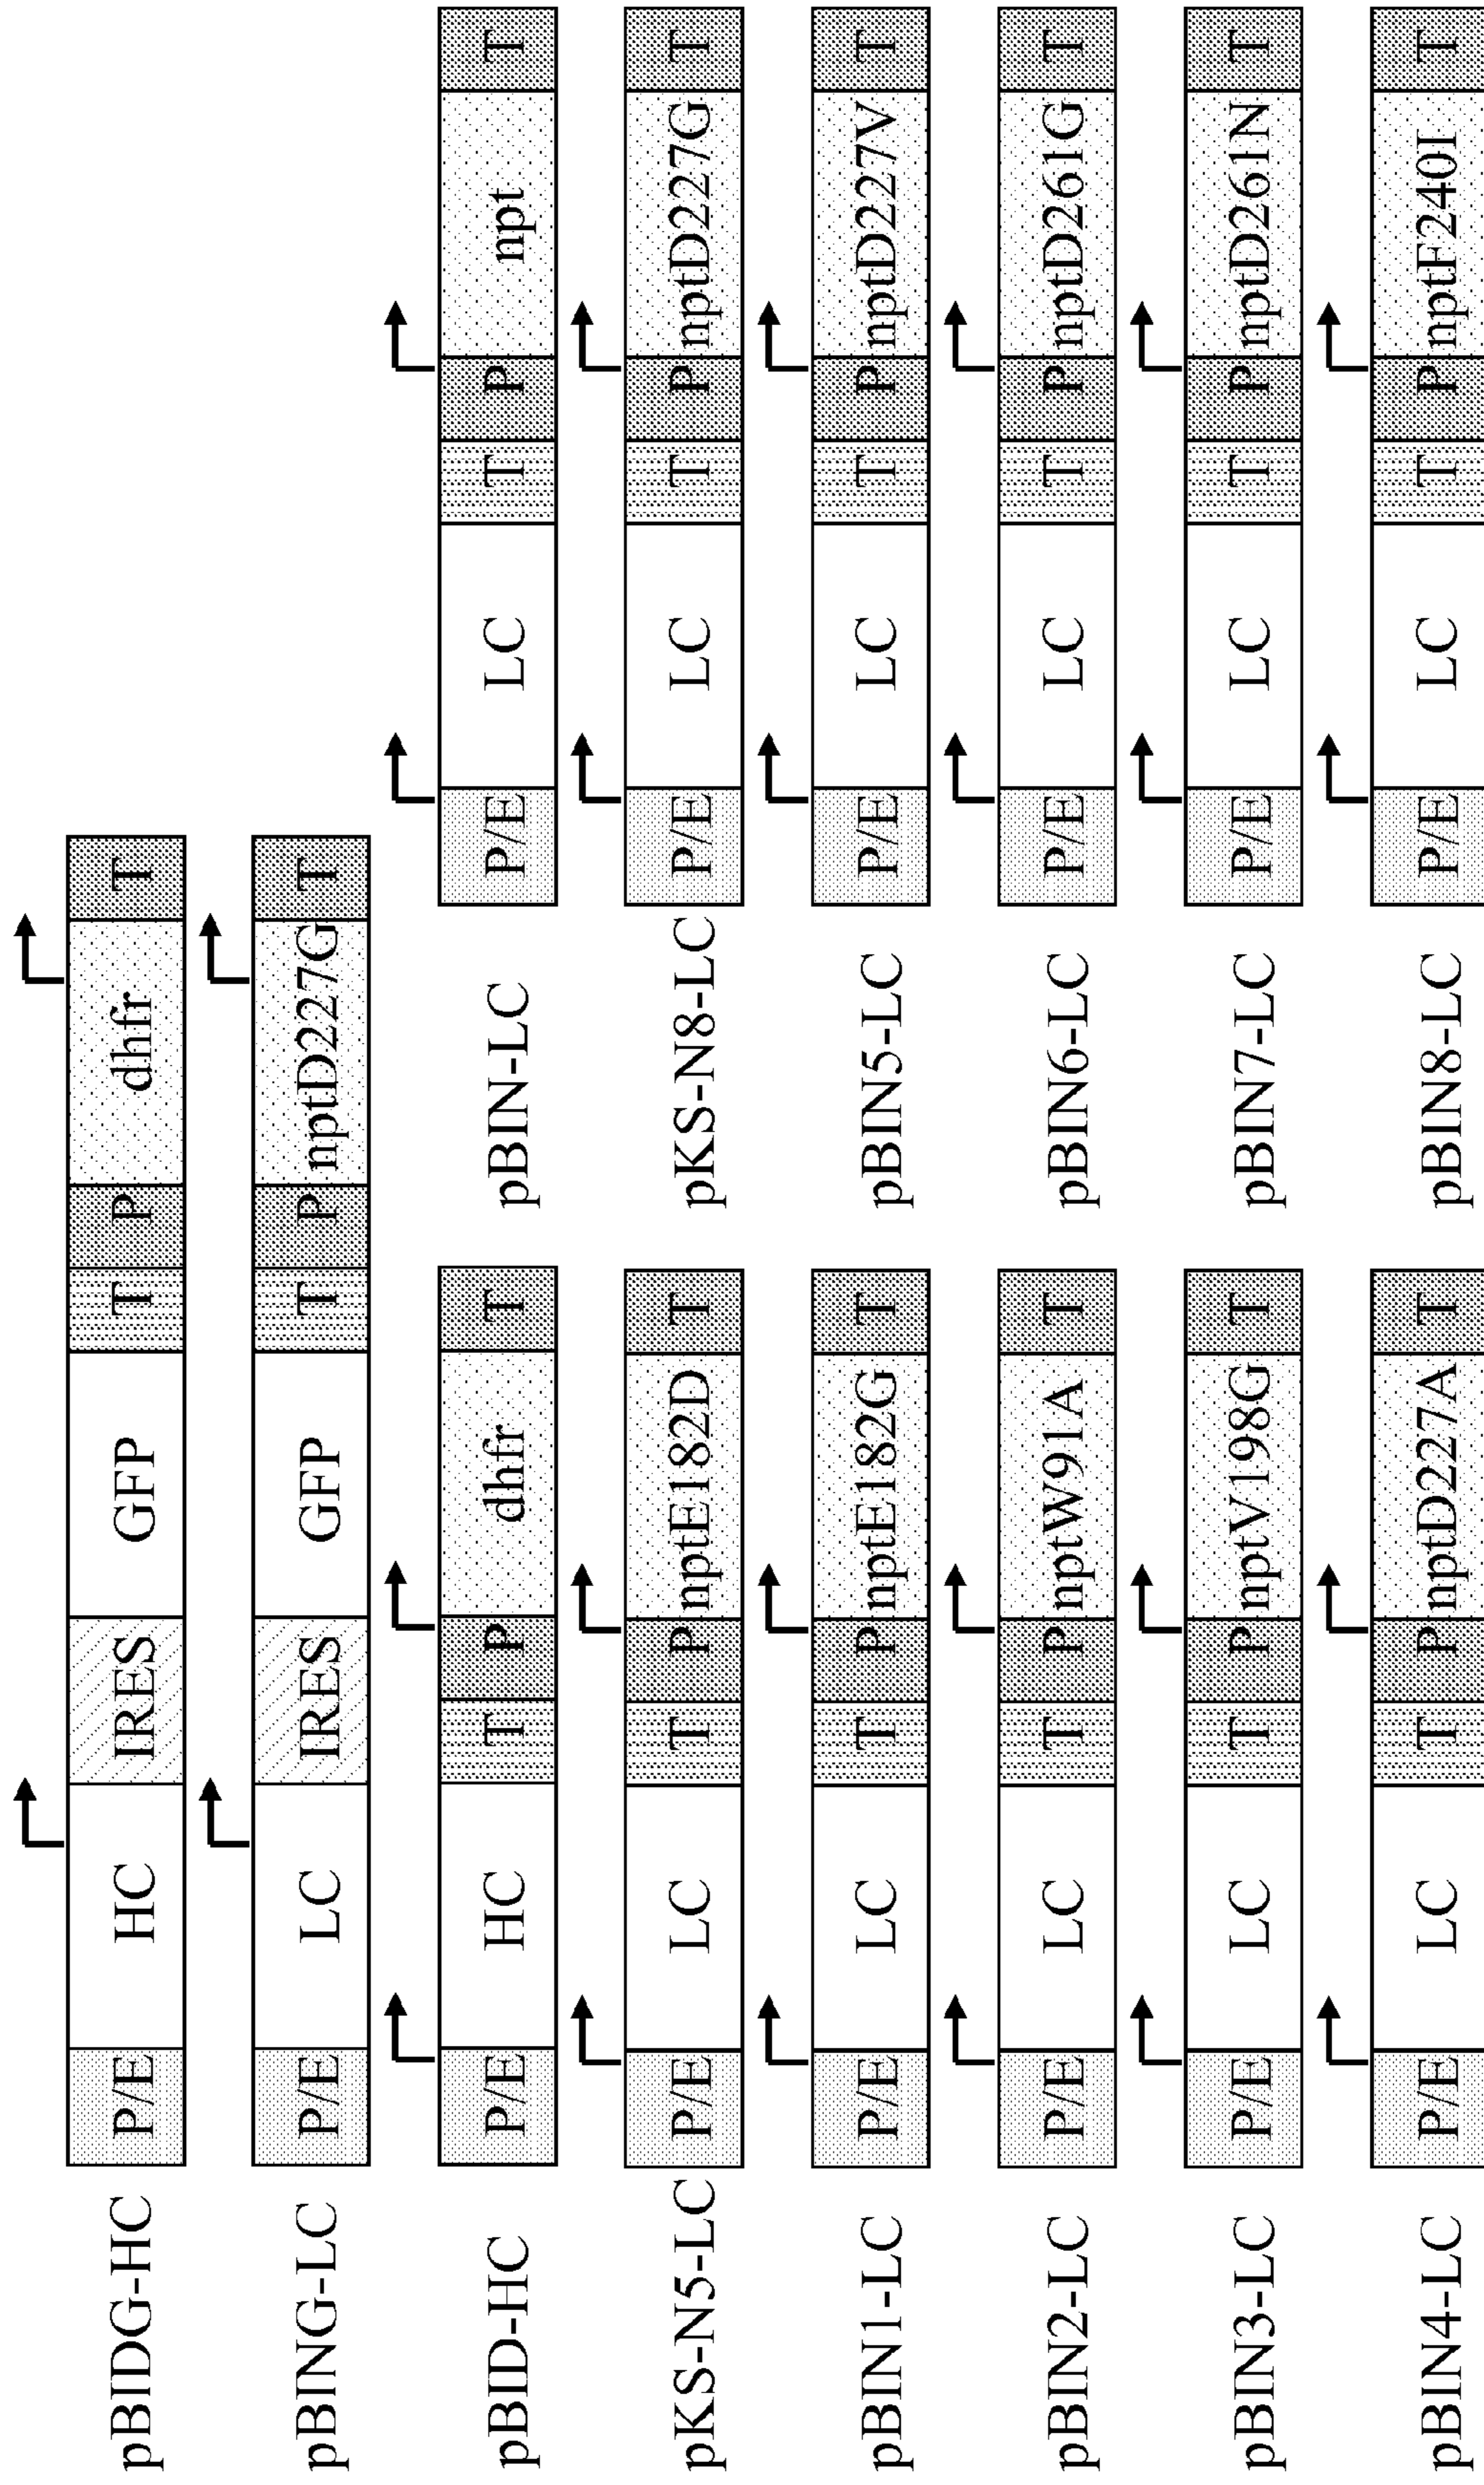 pBIDG-HC P/E HC IRES GFP T P dhfr T
pBING-LC P/E LC IRES GFP T P nptD227G T
pBID-HC P/E HC T P dhfr T
pBIN-LC P/E LC T P npt T
pKS-N5-LC P/E LC T P nptE182D T
pKS-N8-LC P/E LC T P nptD227G T
pBIN1-LC P/E LC T P nptE182G T
pBIN5-LC P/E LC T P nptD227V T
pBIN2-LC P/E LC T P nptW91A T
pBIN6-LC P/E LC T P nptD261G T
pBIN3-LC P/E LC T P nptV198G T
pBIN7-LC P/E LC T P nptD261N T
pBIN4-LC P/E LC T P nptD227A T
pBIN8-LC P/E LC T P nptF240I T